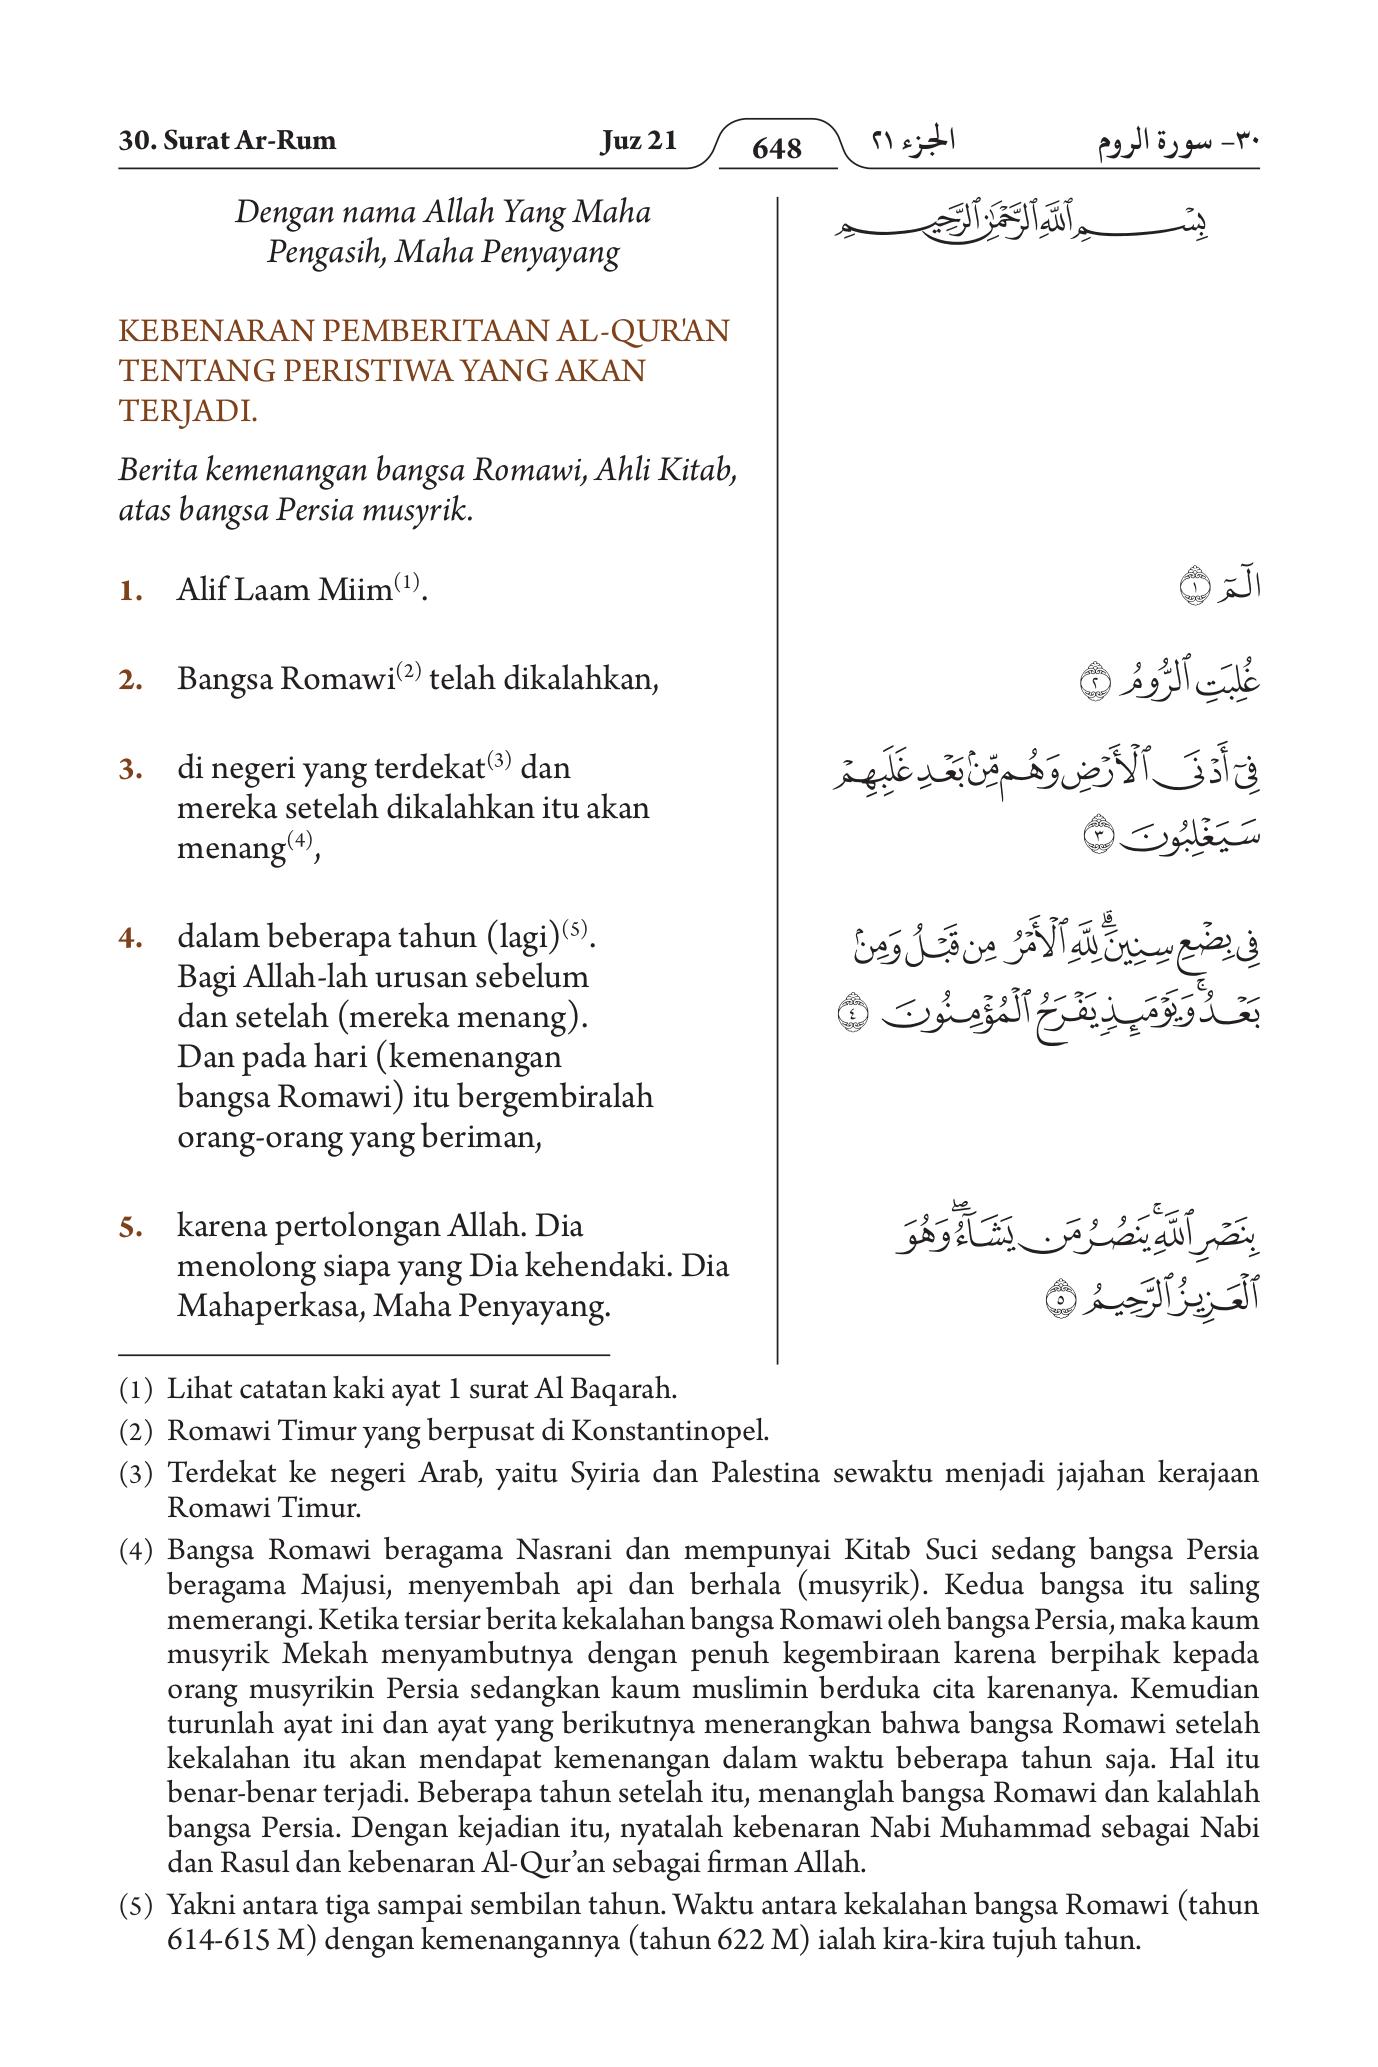 30. Surat Ar-Rum Juz 21 648 الجزء ٢١ ٣٠- سورة الروم
Dengan nama Allah Yang Maha
Pengasih, Maha Penyayang
KEBENARAN PEMBERITAAN AL-QUR'AN
TENTANG PERISTIWA YANG AKAN
TERJADI.
Berita kemenangan bangsa Romawi, Ahli Kitab,
atas bangsa Persia musyrik.
1. Alif Laam Miim(1).
2. Bangsa Romawi(2) telah dikalahkan,
3. di negeri yang terdekat(3) dan
mereka setelah dikalahkan itu akan
menang(4),
4. dalam beberapa tahun (lagi)(5).
Bagi Allah-lah urusan sebelum
dan setelah (mereka menang).
Dan pada hari (kemenangan
bangsa Romawi) itu bergembiralah
orang-orang yang beriman,
5. karena pertolongan Allah. Dia
menolong siapa yang Dia kehendaki. Dia
Mahaperkasa, Maha Penyayang.
بِسْمِ ٱللَّهِ ٱلرَّحْمَٰنِ ٱلرَّحِيمِ
الٓمٓ ١
غُلِبَتِ ٱلرُّومُ ٢
فِىٓ أَدْنَى ٱلْأَرْضِ وَهُم مِّنۢ بَعْدِ غَلَبِهِمْ
سَيَغْلِبُونَ ٣
فِى بِضْعِ سِنِينَ ۗ لِلَّهِ ٱلْأَمْرُ مِن قَبْلُ وَمِنۢ
بَعْدُ ۚ وَيَوْمَئِذٍ يَفْرَحُ ٱلْمُؤْمِنُونَ ٤
بِنَصْرِ ٱللَّهِ ۚ يَنصُرُ مَن يَشَآءُ ۖ وَهُوَ
ٱلْعَزِيزُ ٱلرَّحِيمُ ٥
(1) Lihat catatan kaki ayat 1 surat Al Baqarah.
(2) Romawi Timur yang berpusat di Konstantinopel.
(3) Terdekat ke negeri Arab, yaitu Syiria dan Palestina sewaktu menjadi jajahan kerajaan
Romawi Timur.
(4) Bangsa Romawi beragama Nasrani dan mempunyai Kitab Suci sedang bangsa Persia
beragama Majusi, menyembah api dan berhala (musyrik). Kedua bangsa itu saling
memerangi. Ketika tersiar berita kekalahan bangsa Romawi oleh bangsa Persia, maka kaum
musyrik Mekah menyambutnya dengan penuh kegembiraan karena berpihak kepada
orang musyrikin Persia sedangkan kaum muslimin berduka cita karenanya. Kemudian
turunlah ayat ini dan ayat yang berikutnya menerangkan bahwa bangsa Romawi setelah
kekalahan itu akan mendapat kemenangan dalam waktu beberapa tahun saja. Hal itu
benar-benar terjadi. Beberapa tahun setelah itu, menanglah bangsa Romawi dan kalahlah
bangsa Persia. Dengan kejadian itu, nyatalah kebenaran Nabi Muhammad sebagai Nabi
dan Rasul dan kebenaran Al-Qur’an sebagai firman Allah.
(5) Yakni antara tiga sampai sembilan tahun. Waktu antara kekalahan bangsa Romawi (tahun
614-615 M) dengan kemenangannya (tahun 622 M) ialah kira-kira tujuh tahun.